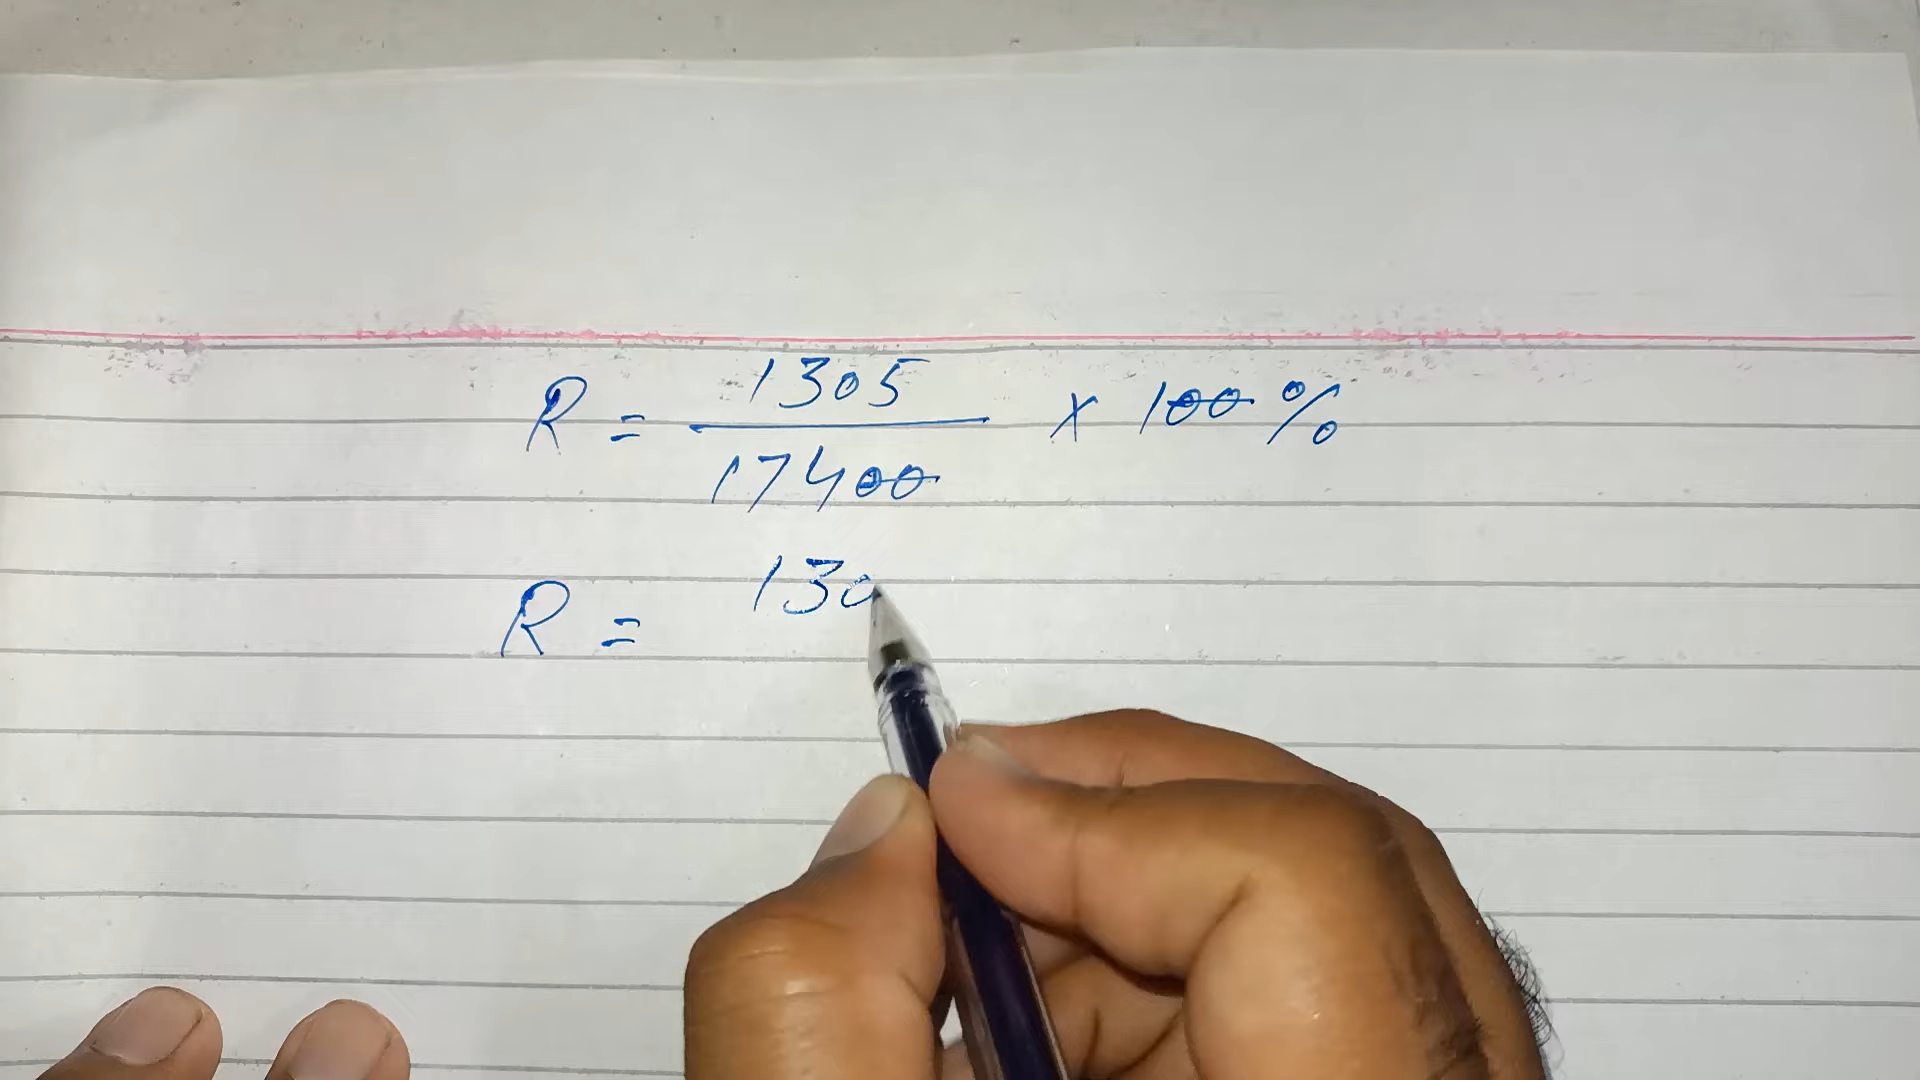 R = 1305 / 17400 × 100 %
R = 130